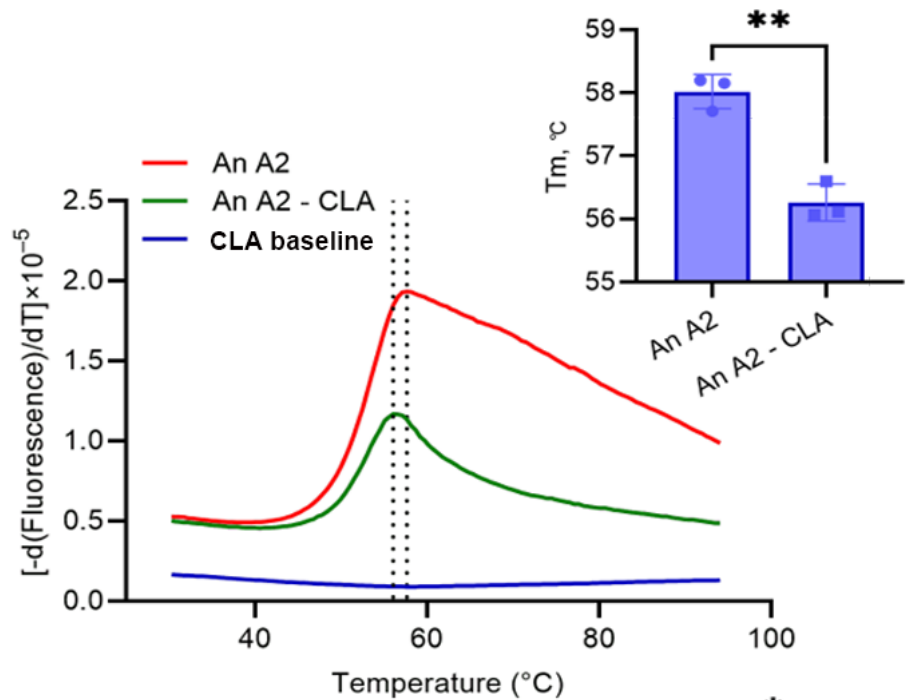 **
59
58
57
56
55
Tm, ℃
An A2
An A2 - CLA
An A2
An A2 - CLA
CLA baseline
[-d(Fluorescence)/dT]×10⁻⁵
2.5
2.0
1.5
1.0
0.5
0.0
40
60
80
100
Temperature (°C)
*